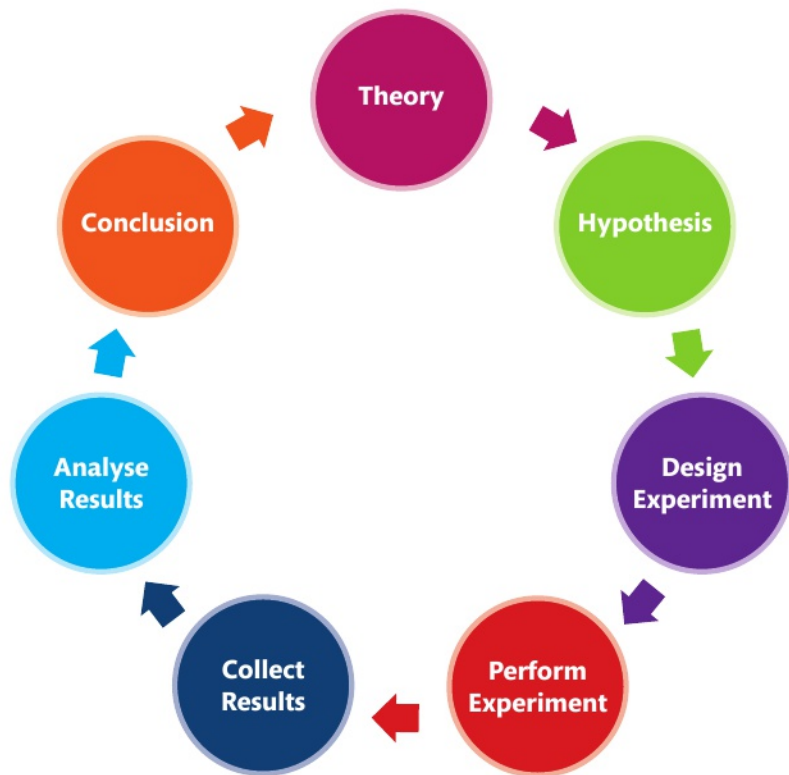 Theory
Hypothesis
Design
Experiment
Perform
Experiment
Collect
Results
Analyse
Results
Conclusion